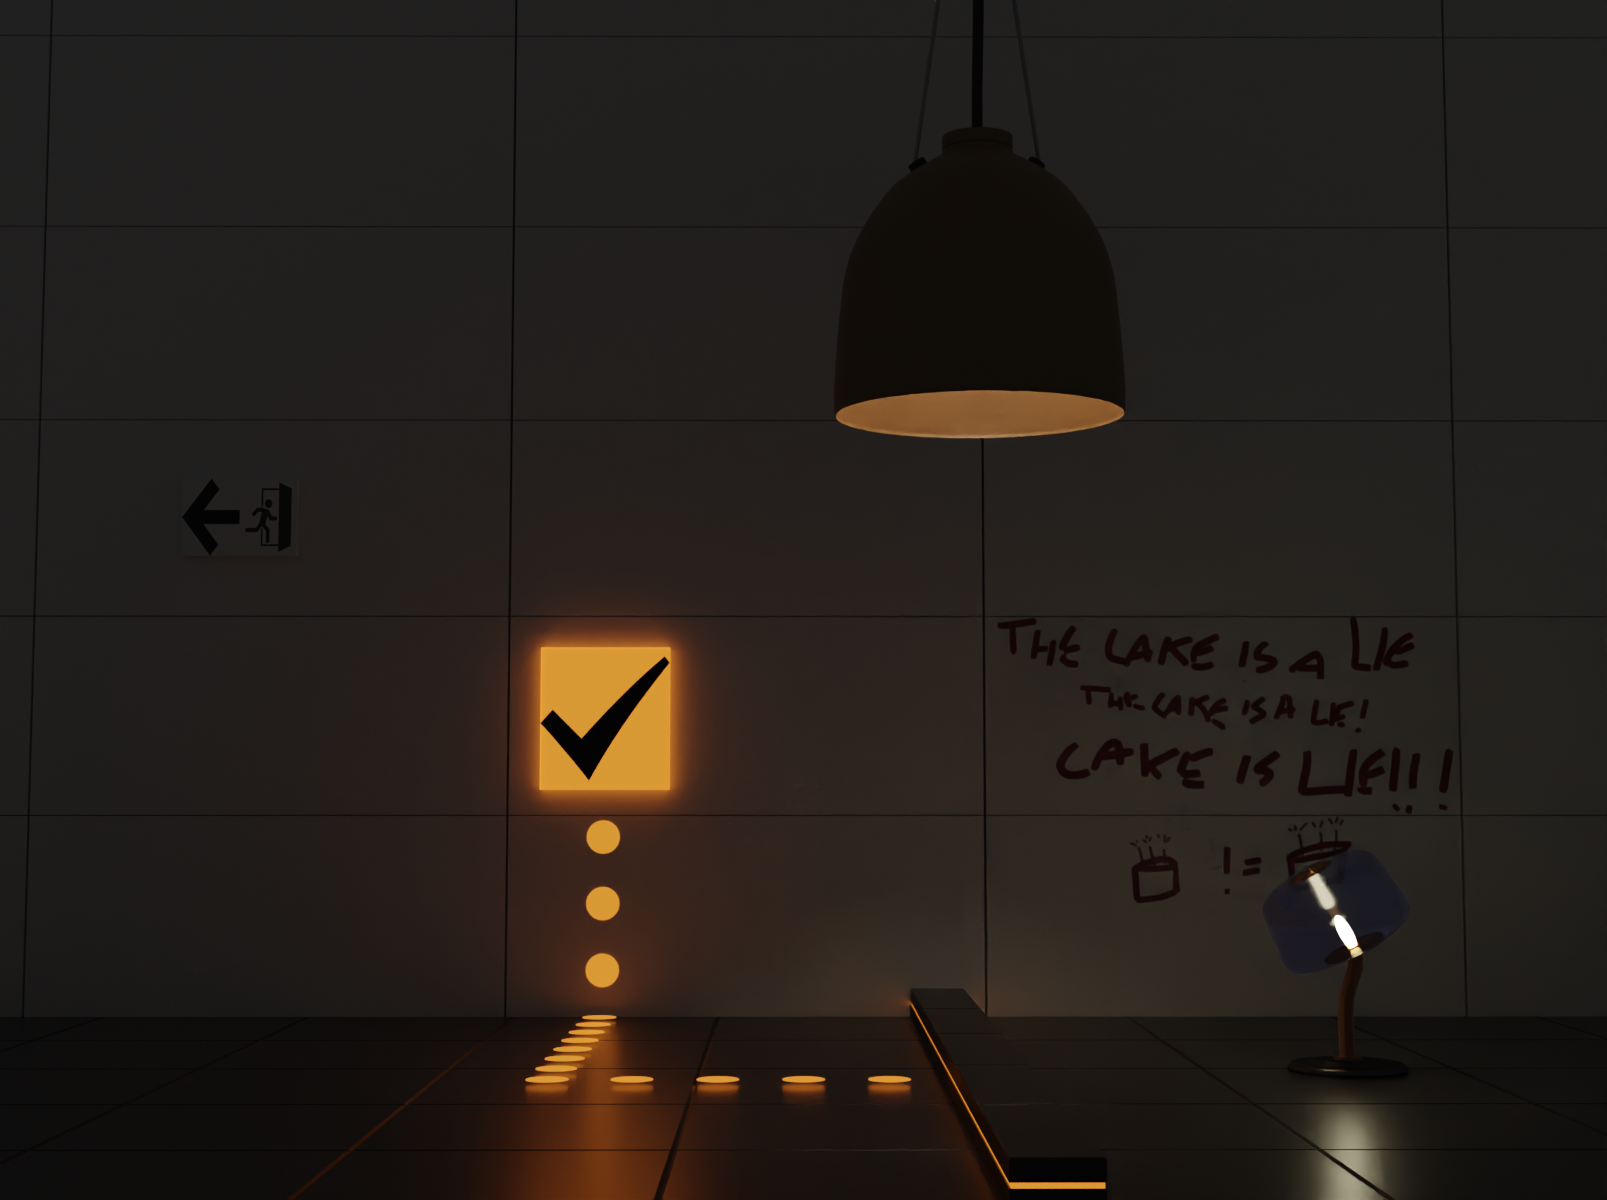 THE CAKE IS A LIE
THE CAKE IS A LIE!
CAKE IS LIE!!!
!=